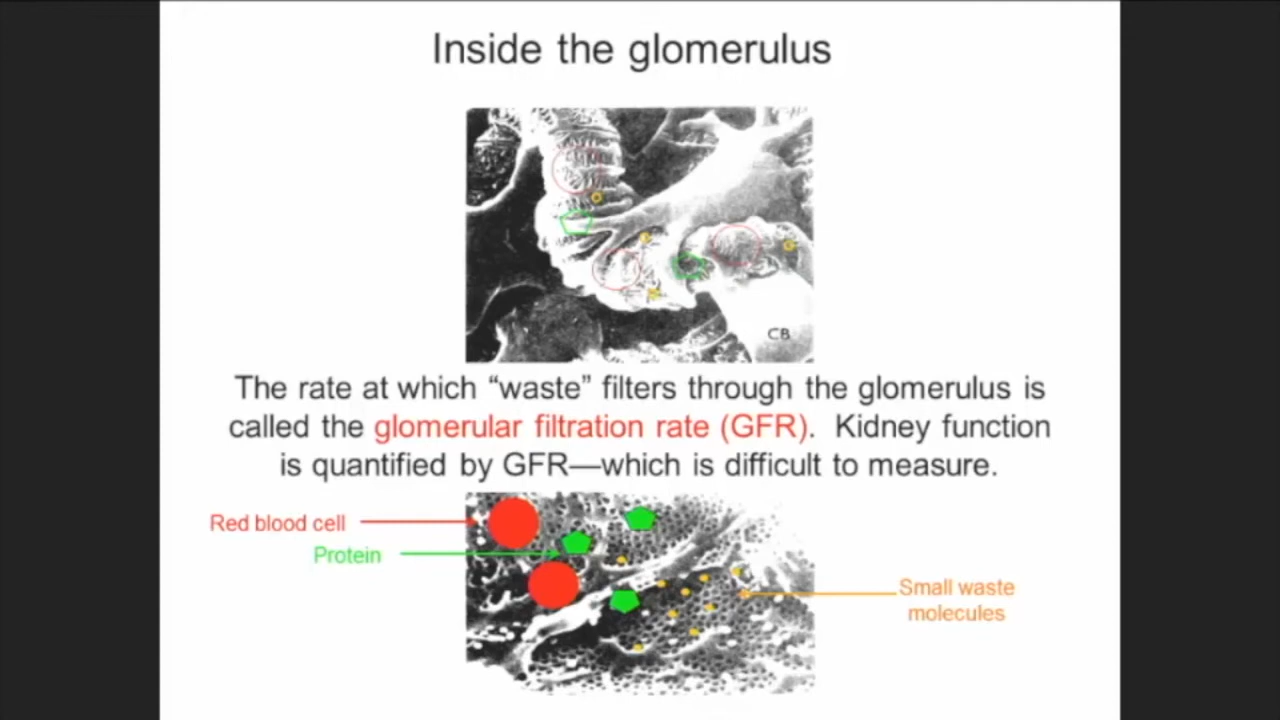 Inside the glomerulus
CB
The rate at which “waste” filters through the glomerulus is
called the glomerular filtration rate (GFR). Kidney function
is quantified by GFR—which is difficult to measure.
Red blood cell
Protein
Small waste
molecules